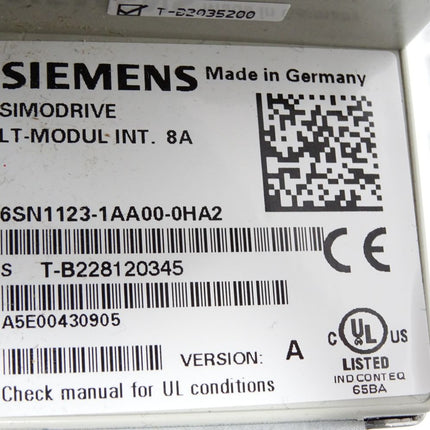 T-B2035200
SIEMENS Made in Germany
SIMODRIVE
LT-MODUL INT. 8A
6SN1123-1AA00-0HA2
S T-B228120345
A5E00430905
VERSION: A
C UL US
LISTED
IND CONT EQ
65BA
Check manual for UL conditions
CE